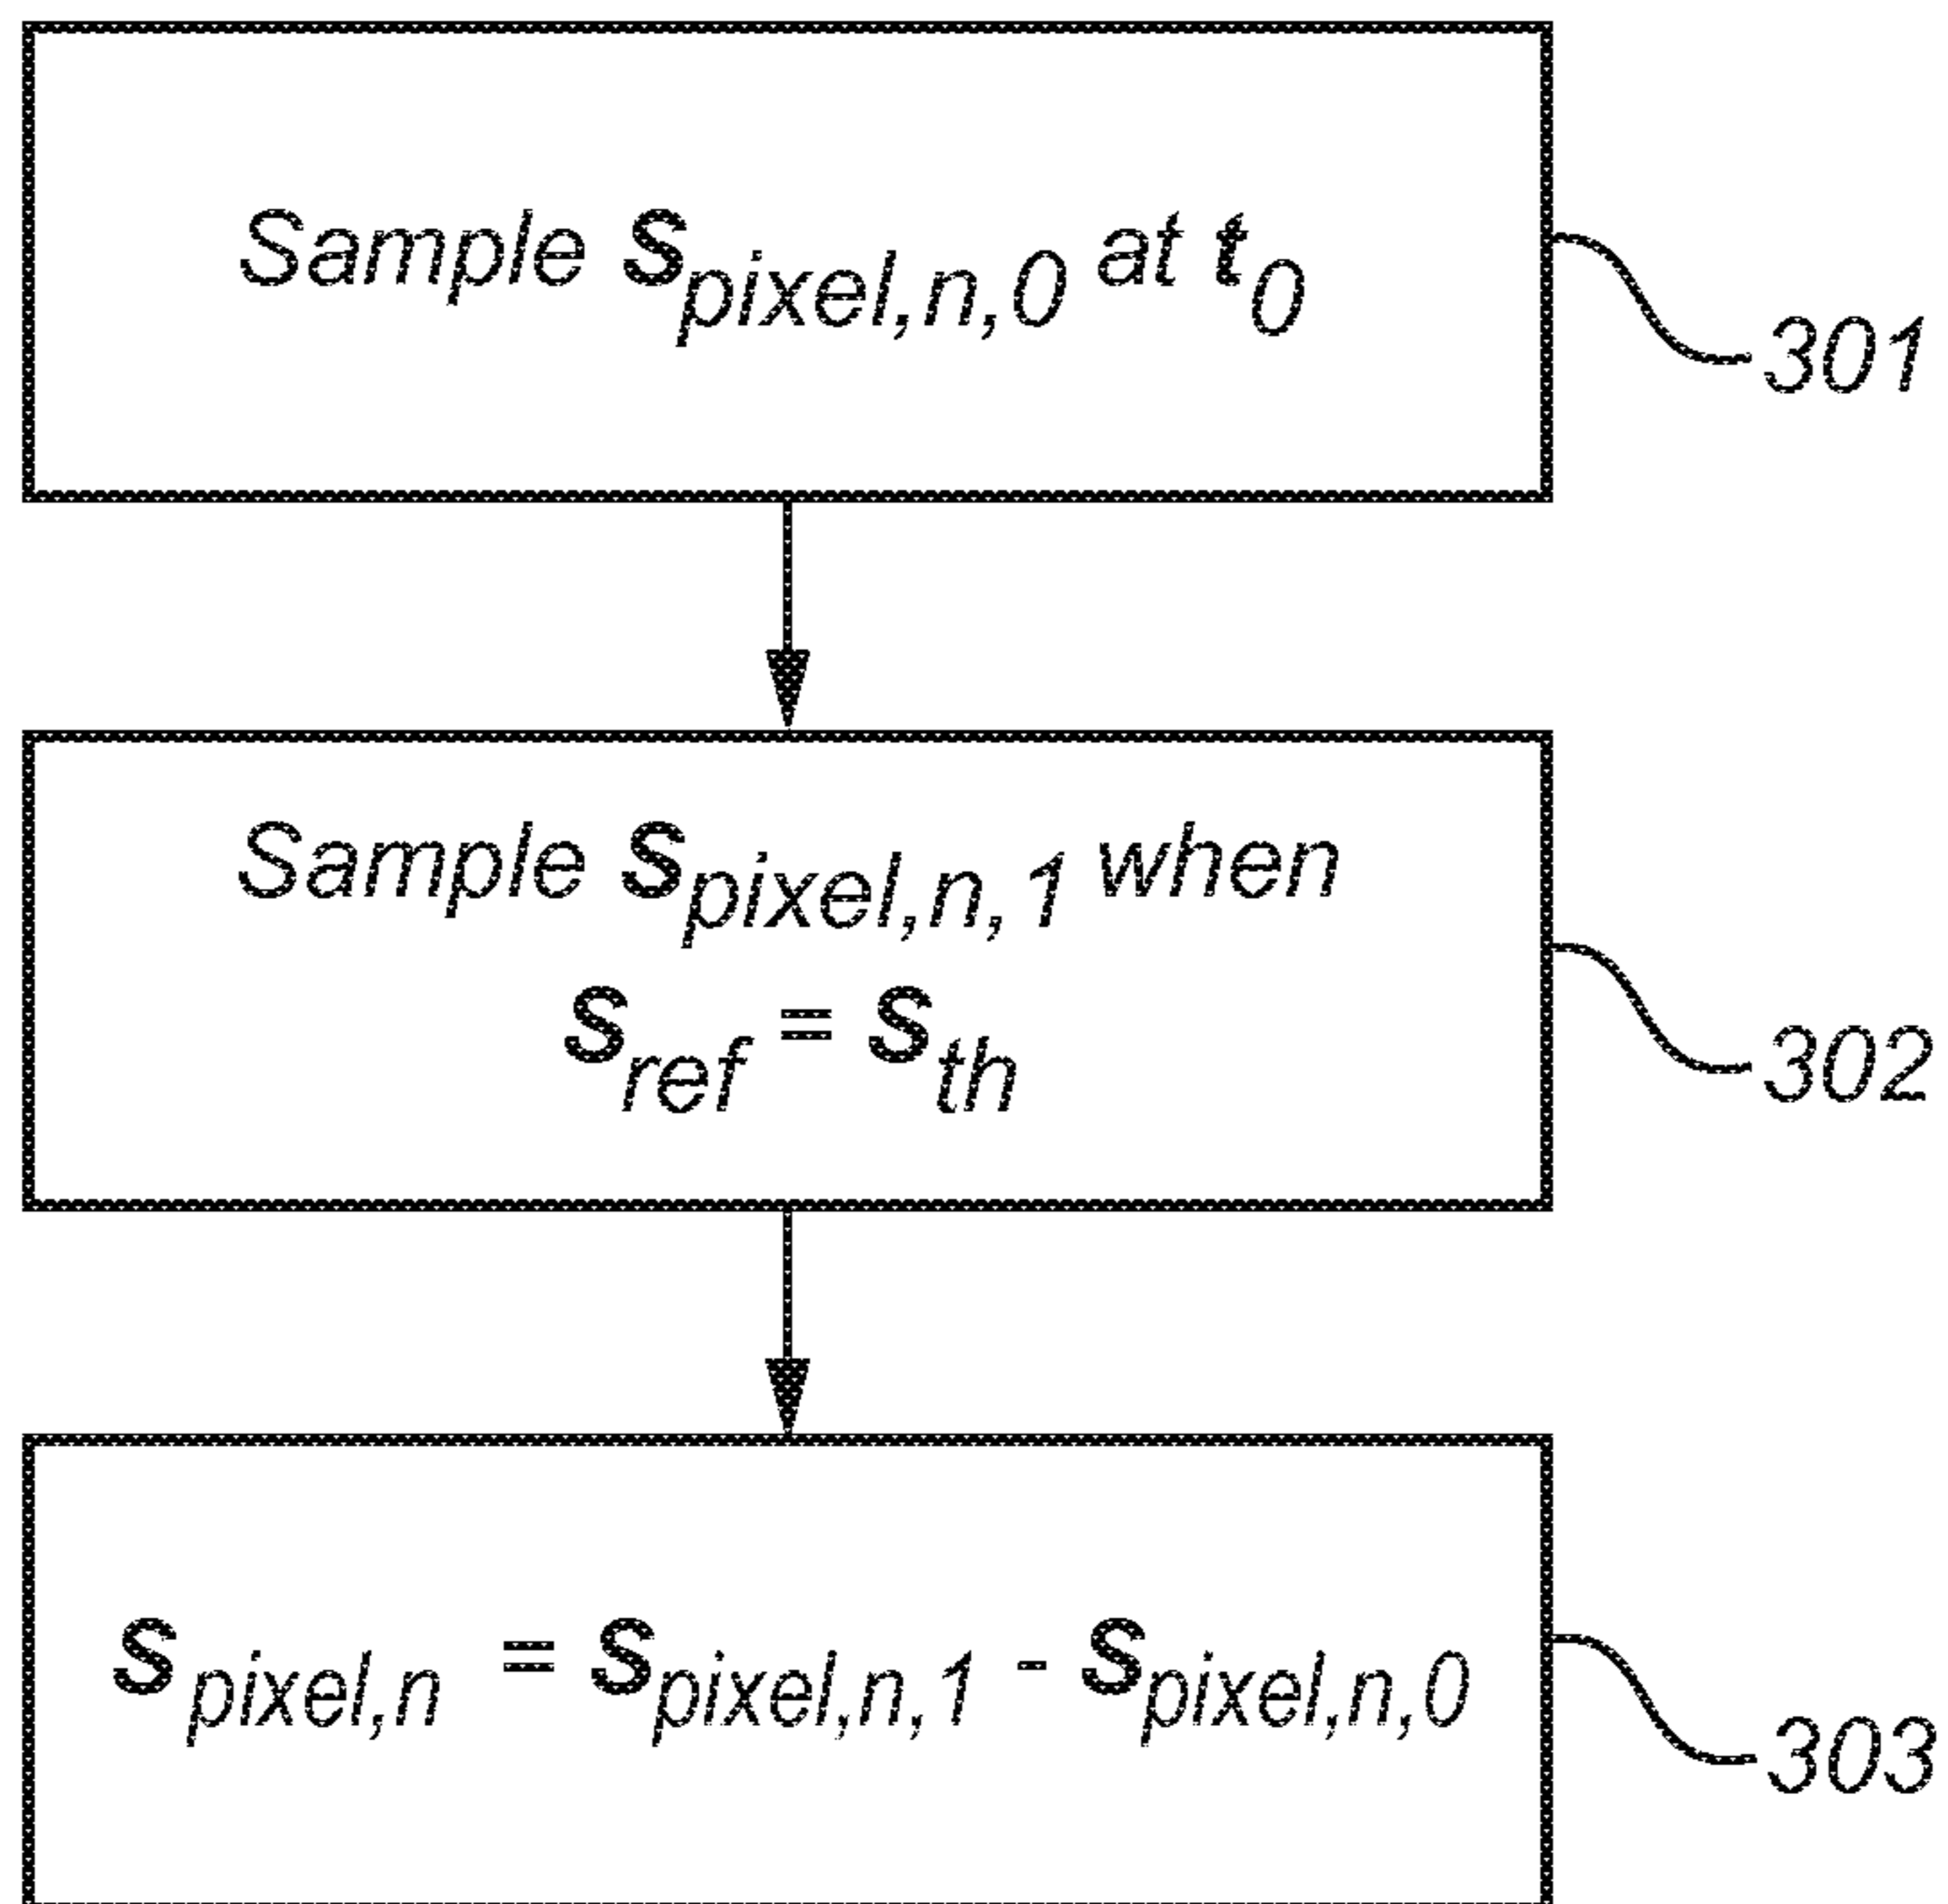 Sample s_pixel,n,0 at t_0
301
Sample s_pixel,n,1 when
s_ref = s_th
302
s_pixel,n = s_pixel,n,1 - s_pixel,n,0
303